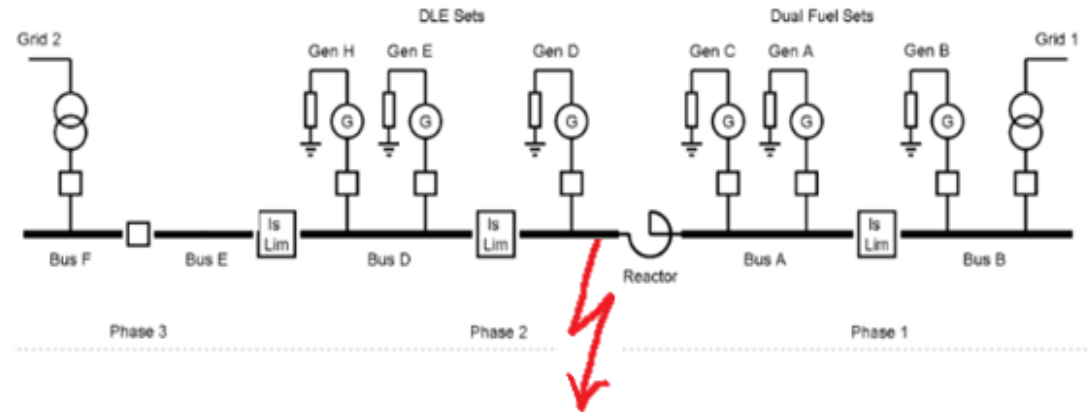 DLE Sets
Dual Fuel Sets
Grid 2
Gen H
Gen E
Gen D
Gen C
Gen A
Gen B
Grid 1
G
G
G
G
G
G
Is
Lim
Is
Lim
Is
Lim
Bus F
Bus E
Bus D
Reactor
Bus A
Bus B
Phase 3
Phase 2
Phase 1